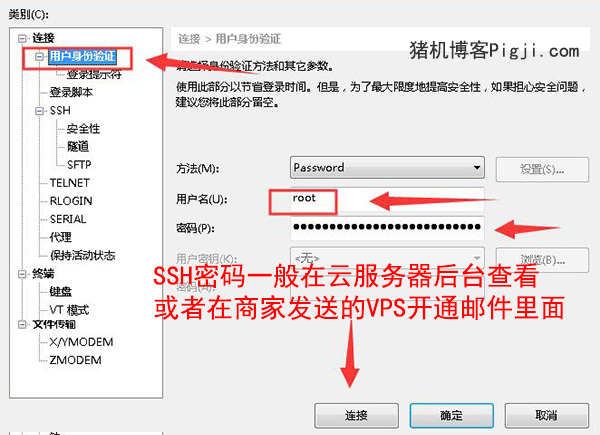 类别(C):
连接
用户身份验证
登录提示符
登录脚本
SSH
安全性
隧道
SFTP
TELNET
RLOGIN
SERIAL
代理
保持活动状态
终端
键盘
VT 模式
文件传输
X/YMODEM
ZMODEM
连接 > 用户身份验证
猪机博客Pigji.com
请选择身份验证方法和其它参数。
使用此部分以节省登录时间。但是，为了最大限度地提高安全性，如果担心安全问题，
建议您将此部分留空。
方法(M):
Password
设置(S)...
用户名(U):
root
密码(P):
用户密钥(K):
<无>
浏览(B)...
密码(A):
SSH密码一般在云服务器后台查看
或者在商家发送的VPS开通邮件里面
连接
确定
取消